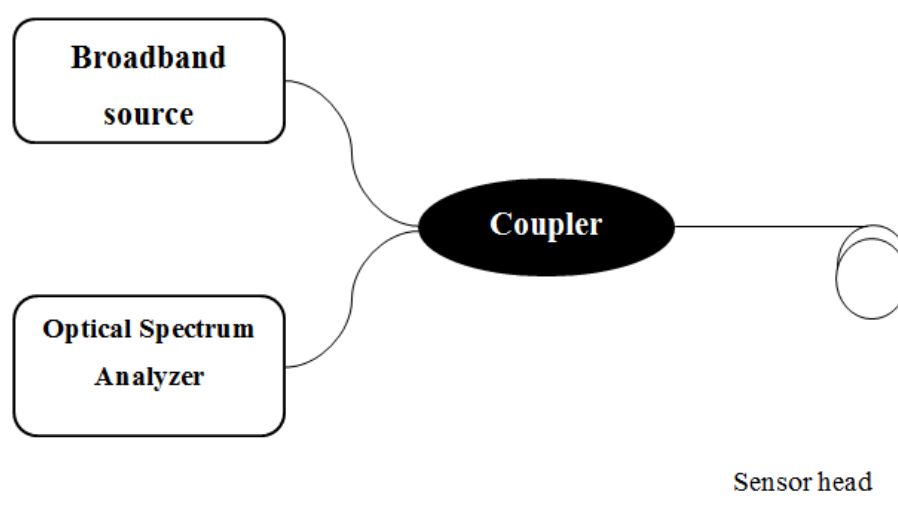 Broadband
source
Coupler
Optical Spectrum
Analyzer
Sensor head